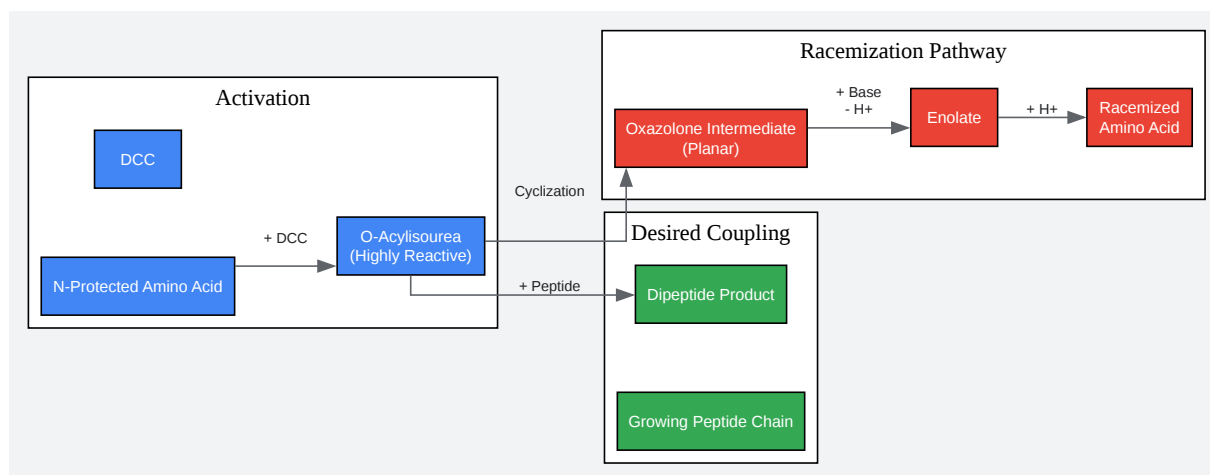 Activation
DCC
N-Protected Amino Acid
+ DCC
O-Acylisourea
(Highly Reactive)
Cyclization
+ Peptide
Racemization Pathway
Oxazolone Intermediate
(Planar)
+ Base
- H+
Enolate
+ H+
Racemized
Amino Acid
Desired Coupling
Dipeptide Product
Growing Peptide Chain